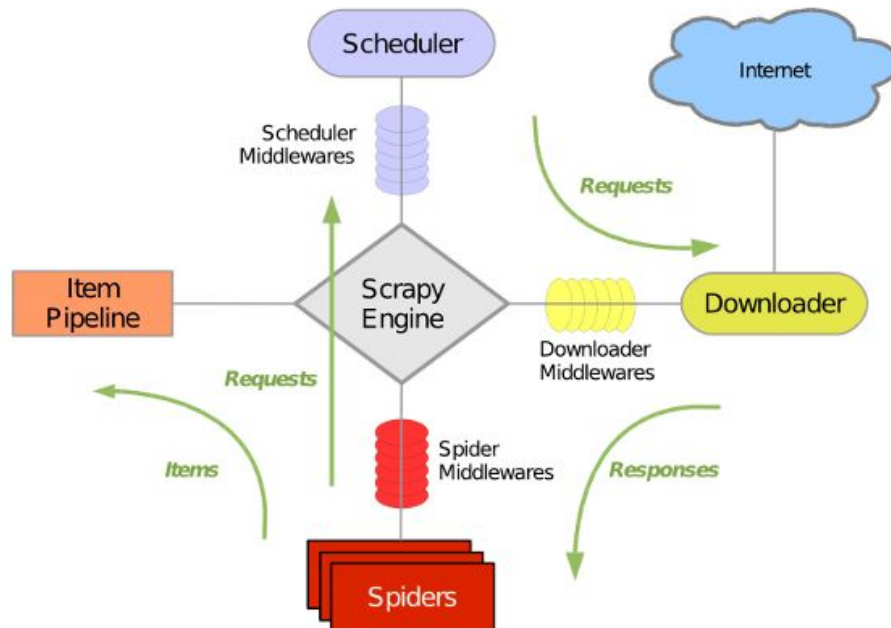 Scheduler
Internet
Scheduler
Middlewares
Requests
Item
Pipeline
Scrapy
Engine
Downloader
Downloader
Middlewares
Requests
Items
Spider
Middlewares
Responses
Spiders